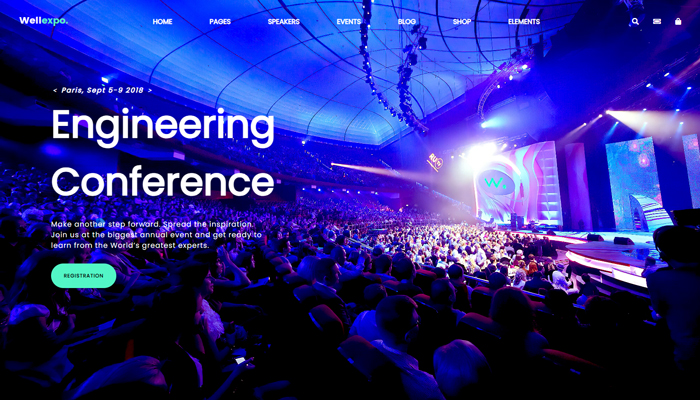 Wellexpo.
HOME PAGES SPEAKERS EVENTS BLOG SHOP ELEMENTS
< Paris, Sept 5-9 2018 >
Engineering
Conference
Make another step forward. Spread the inspiration.
Join us at the biggest annual event and get ready to
learn from the World's greatest experts.
REGISTRATION